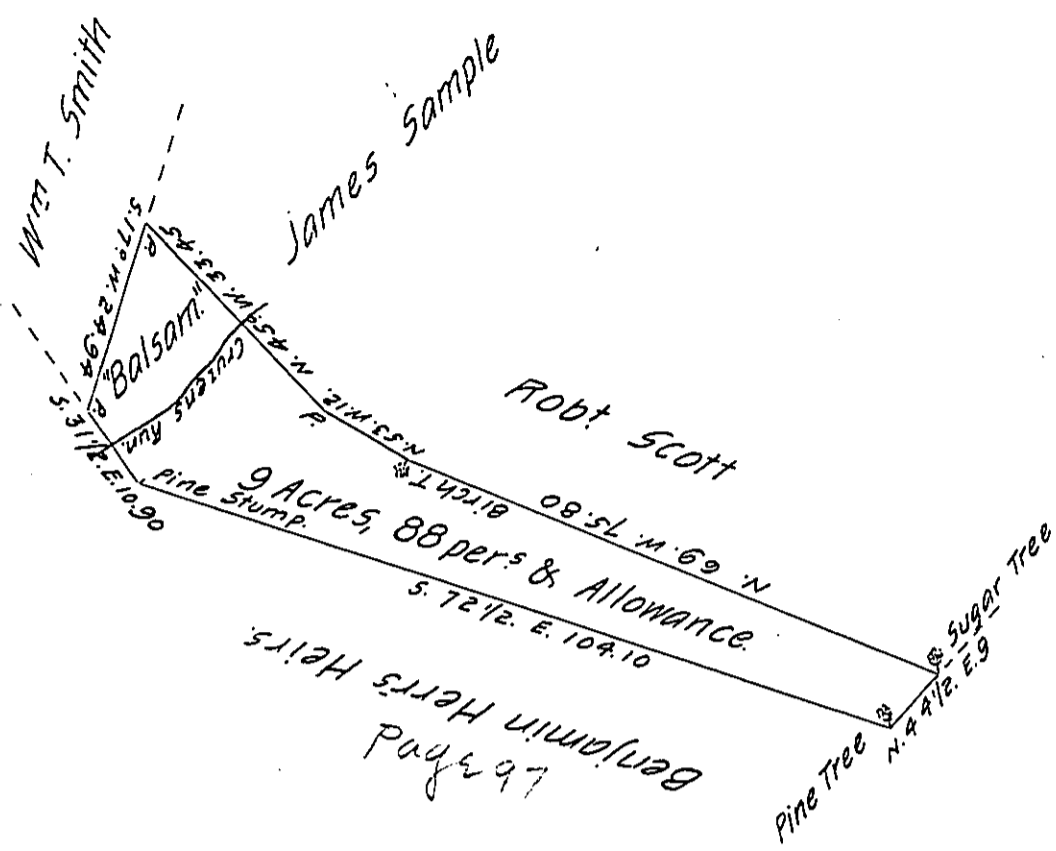 Wm T. Smith
James Sample
S. 17° W. 24.94
P.
N. 45° W. 33.45
"Balsam."
Cruzens Run.
P.
S. 31 1/2. E. 10.90
P.
N. 53. W. 12.
Birch T.
Robt Scott
N. 69. W. 75.80
Pine Stump.
9 Acres, 88 pers & Allowance.
S. 72 1/2. E. 104.10
Sugar Tree
N. 44 1/2. E. 9
Pine Tree
Benjamin Herr's Heirs.
Page 97